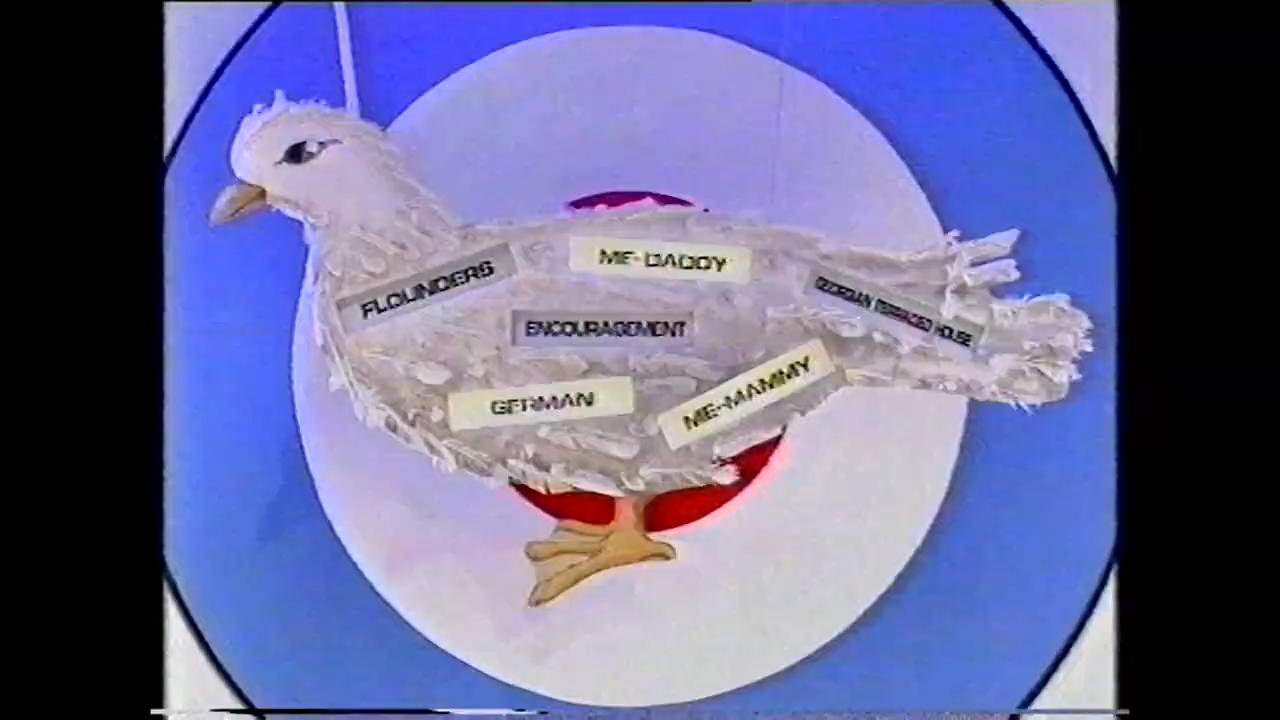 FLOUNDERS
ME-DADDY
GEORGIAN TERRACED HOUSE
ENCOURAGEMENT
GERMAN
ME-MAMMY